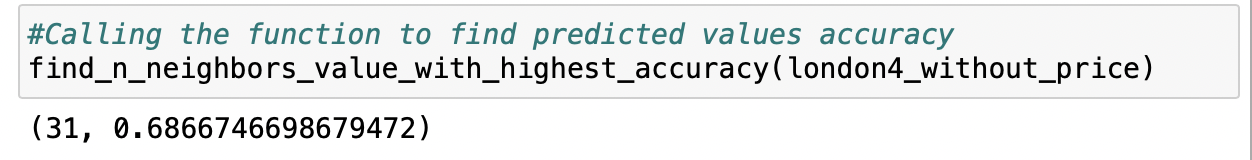 #Calling the function to find predicted values accuracy
find_n_neighbors_value_with_highest_accuracy(london4_without_price)
(31, 0.6866746698679472)